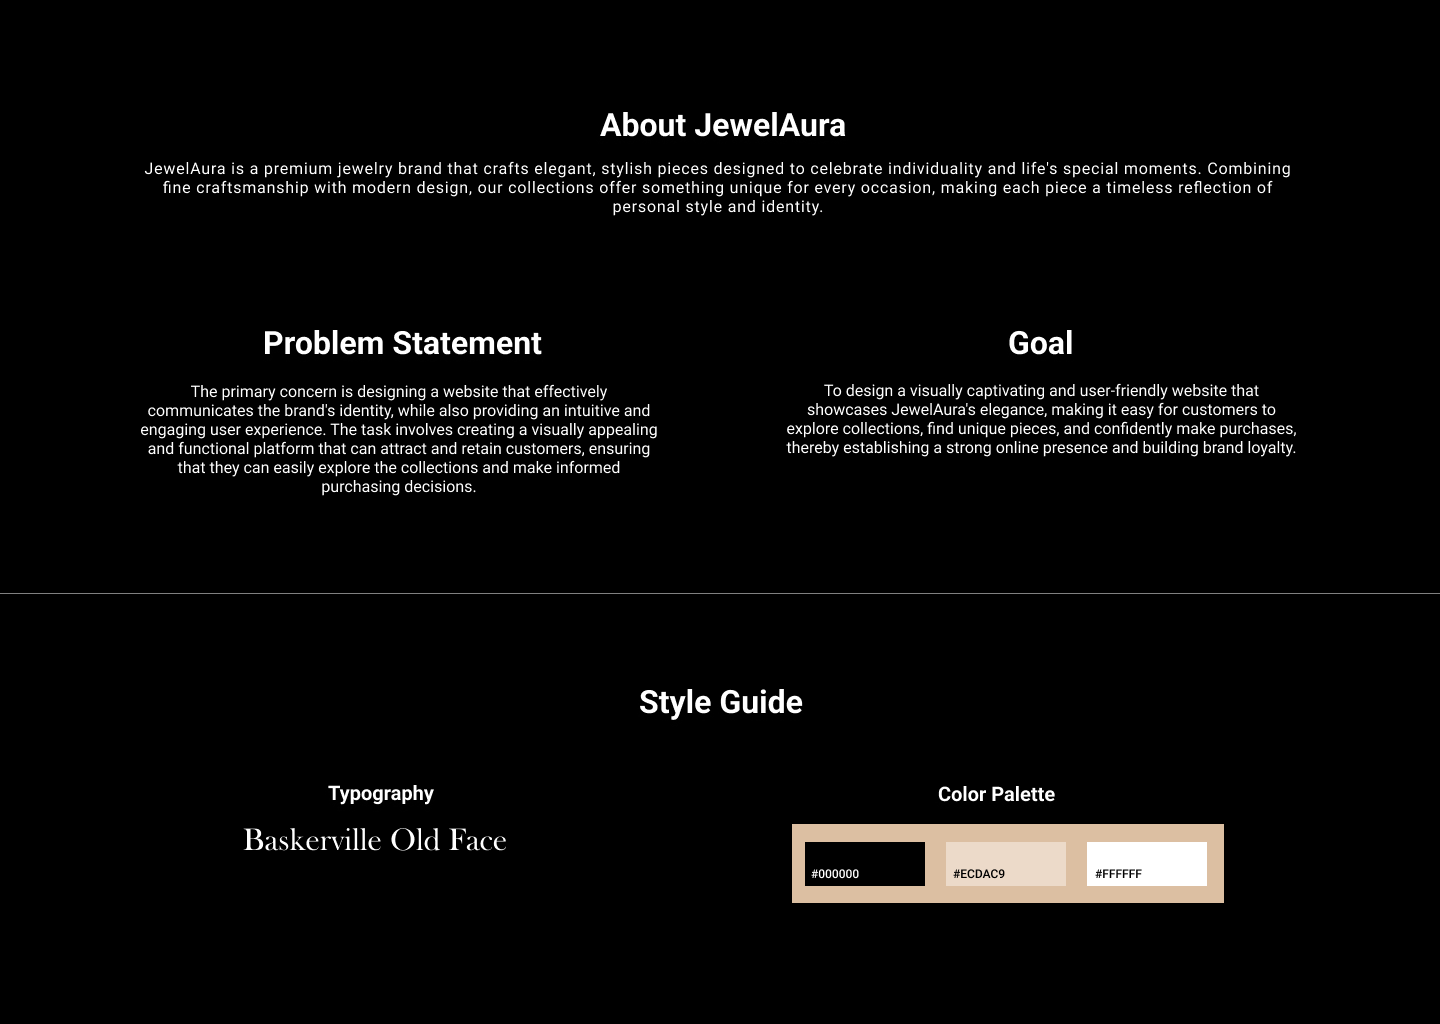 About JewelAura
JewelAura is a premium jewelry brand that crafts elegant, stylish pieces designed to celebrate individuality and life's special moments. Combining
fine craftsmanship with modern design, our collections offer something unique for every occasion, making each piece a timeless reflection of
personal style and identity.
Problem Statement
The primary concern is designing a website that effectively
communicates the brand's identity, while also providing an intuitive and
engaging user experience. The task involves creating a visually appealing
and functional platform that can attract and retain customers, ensuring
that they can easily explore the collections and make informed
purchasing decisions.
Goal
To design a visually captivating and user-friendly website that
showcases JewelAura's elegance, making it easy for customers to
explore collections, find unique pieces, and confidently make purchases,
thereby establishing a strong online presence and building brand loyalty.
Style Guide
Typography
Baskerville Old Face
Color Palette
#000000
#ECDAC9
#FFFFFF